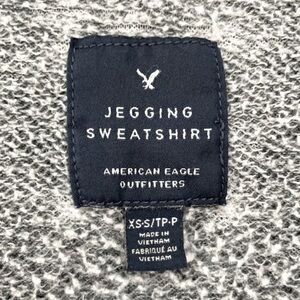 JEGGING
SWEATSHIRT
AMERICAN EAGLE
OUTFITTERS
XS-S/TP-P
MADE IN
VIETNAM
FABRIQUÉ AU
VIETNAM